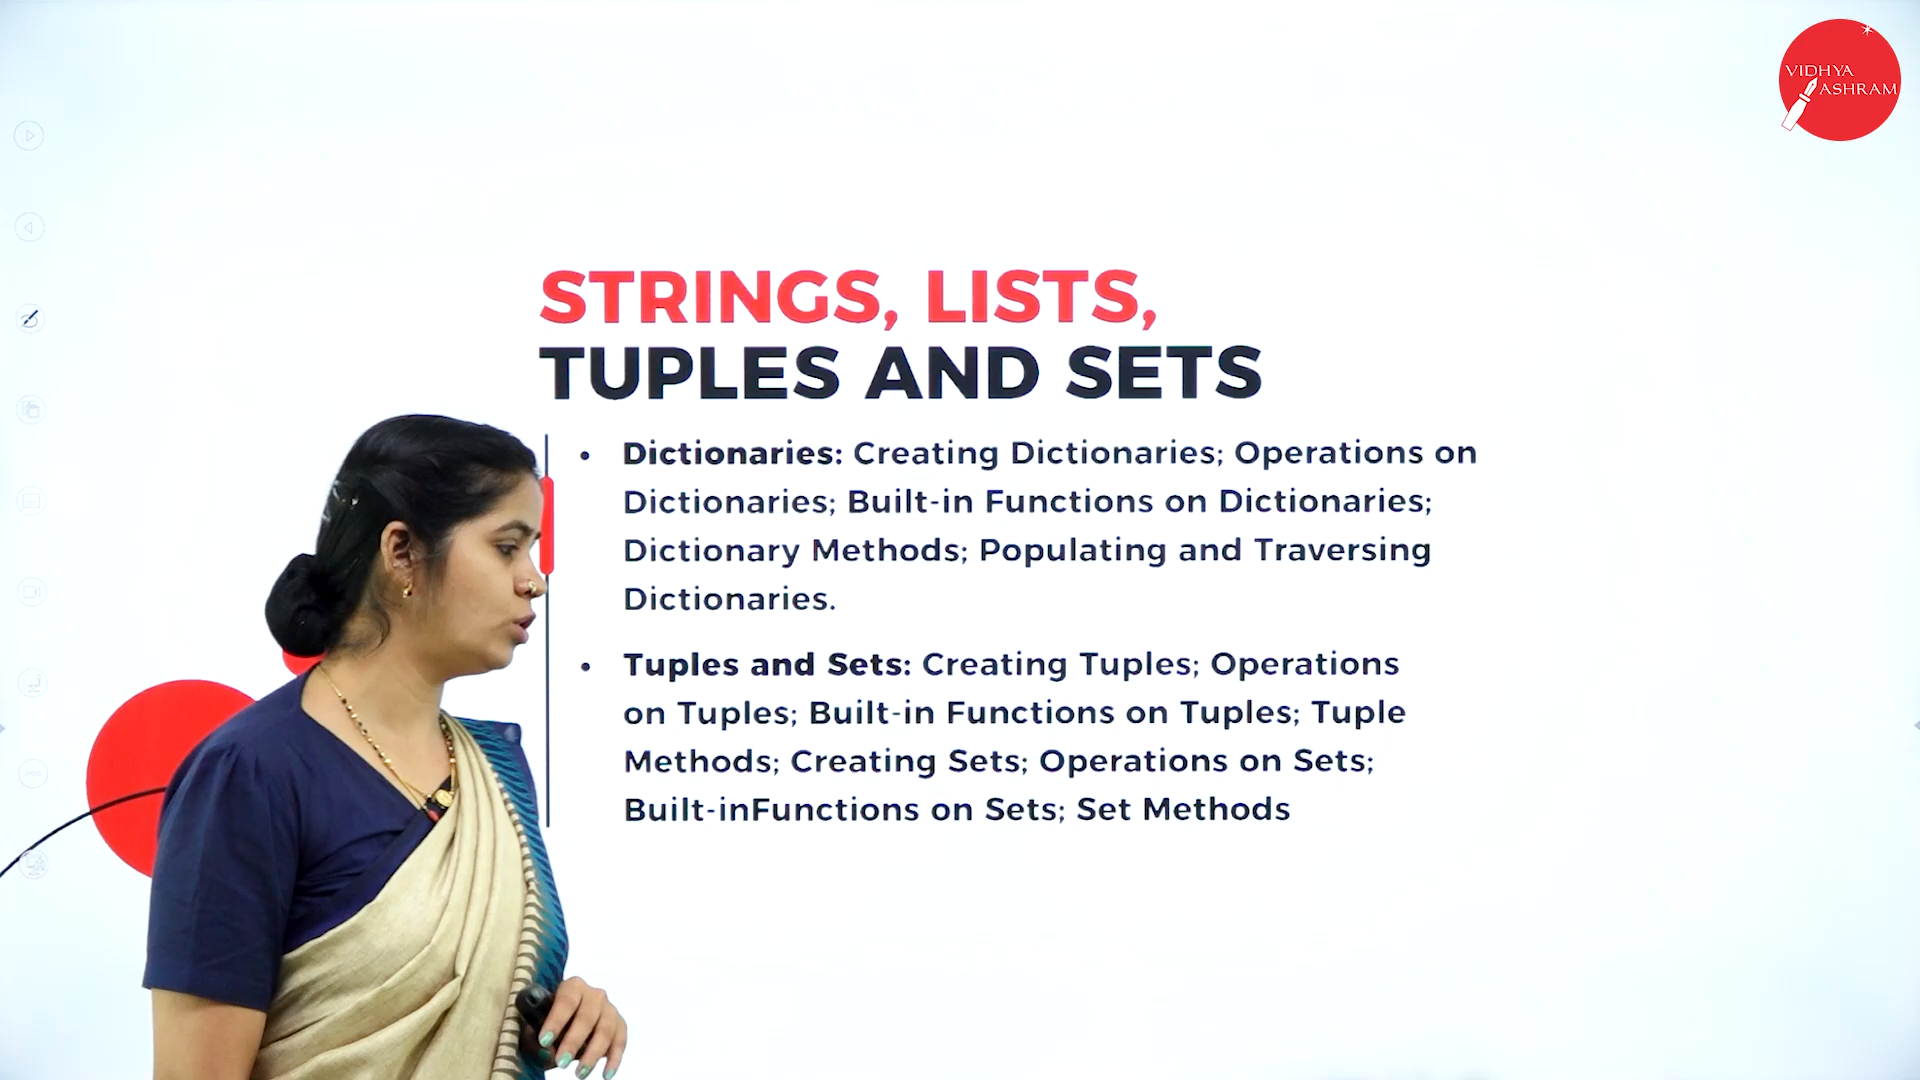 VIDHYA
ASHRAM
STRINGS, LISTS,
TUPLES AND SETS
• Dictionaries: Creating Dictionaries; Operations on
Dictionaries; Built-in Functions on Dictionaries;
Dictionary Methods; Populating and Traversing
Dictionaries.
• Tuples and Sets: Creating Tuples; Operations
on Tuples; Built-in Functions on Tuples; Tuple
Methods; Creating Sets; Operations on Sets;
Built-inFunctions on Sets; Set Methods